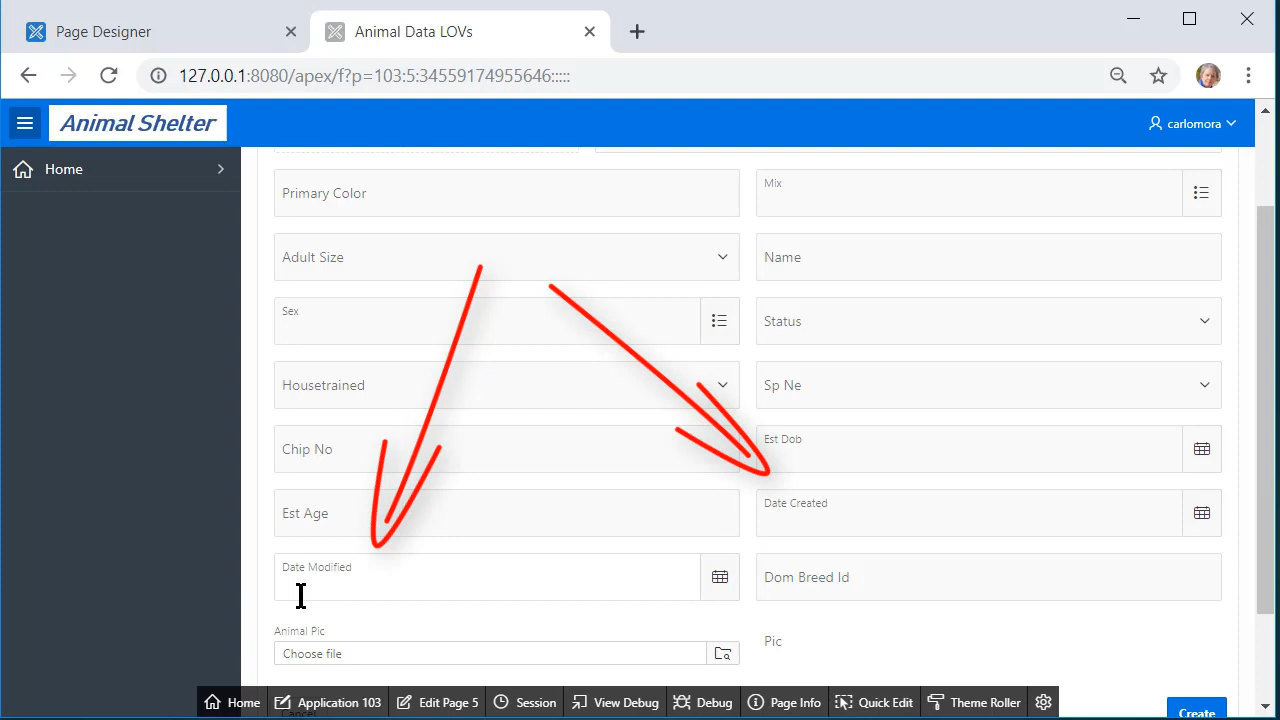 Page Designer
Animal Data LOVs
127.0.0.1:8080/apex/f?p=103:5:34559174955646:::::
Animal Shelter
carlomora
Home
Primary Color
Mix
Adult Size
Name
Sex
Status
Housetrained
Sp Ne
Chip No
Est Dob
Est Age
Date Created
Date Modified
Dom Breed Id
Animal Pic
Choose file
Pic
Cancel
Create
Home
Application 103
Edit Page 5
Session
View Debug
Debug
Page Info
Quick Edit
Theme Roller